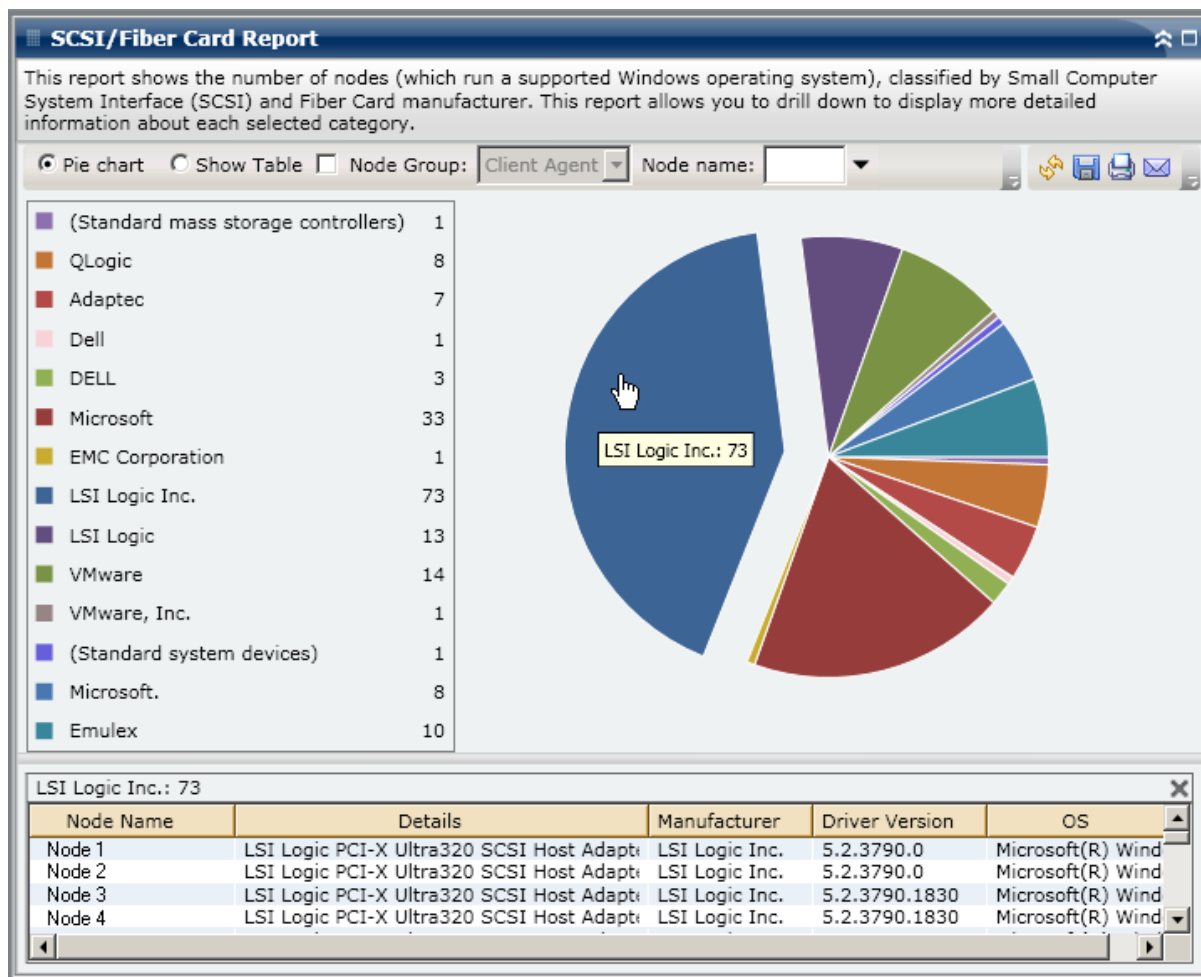 SCSI/Fiber Card Report
This report shows the number of nodes (which run a supported Windows operating system), classified by Small Computer
System Interface (SCSI) and Fiber Card manufacturer. This report allows you to drill down to display more detailed
information about each selected category.
Pie chart Show Table Node Group: Client Agent Node name:
(Standard mass storage controllers) 1
QLogic 8
Adaptec 7
Dell 1
DELL 3
Microsoft 33
EMC Corporation 1
LSI Logic Inc. 73
LSI Logic 13
VMware 14
VMware, Inc. 1
(Standard system devices) 1
Microsoft. 8
Emulex 10
LSI Logic Inc.: 73
LSI Logic Inc.: 73
Node Name Details Manufacturer Driver Version OS
Node 1 LSI Logic PCI-X Ultra320 SCSI Host Adapte LSI Logic Inc. 5.2.3790.0 Microsoft(R) Wind
Node 2 LSI Logic PCI-X Ultra320 SCSI Host Adapte LSI Logic Inc. 5.2.3790.0 Microsoft(R) Wind
Node 3 LSI Logic PCI-X Ultra320 SCSI Host Adapte LSI Logic Inc. 5.2.3790.1830 Microsoft(R) Wind
Node 4 LSI Logic PCI-X Ultra320 SCSI Host Adapte LSI Logic Inc. 5.2.3790.1830 Microsoft(R) Wind